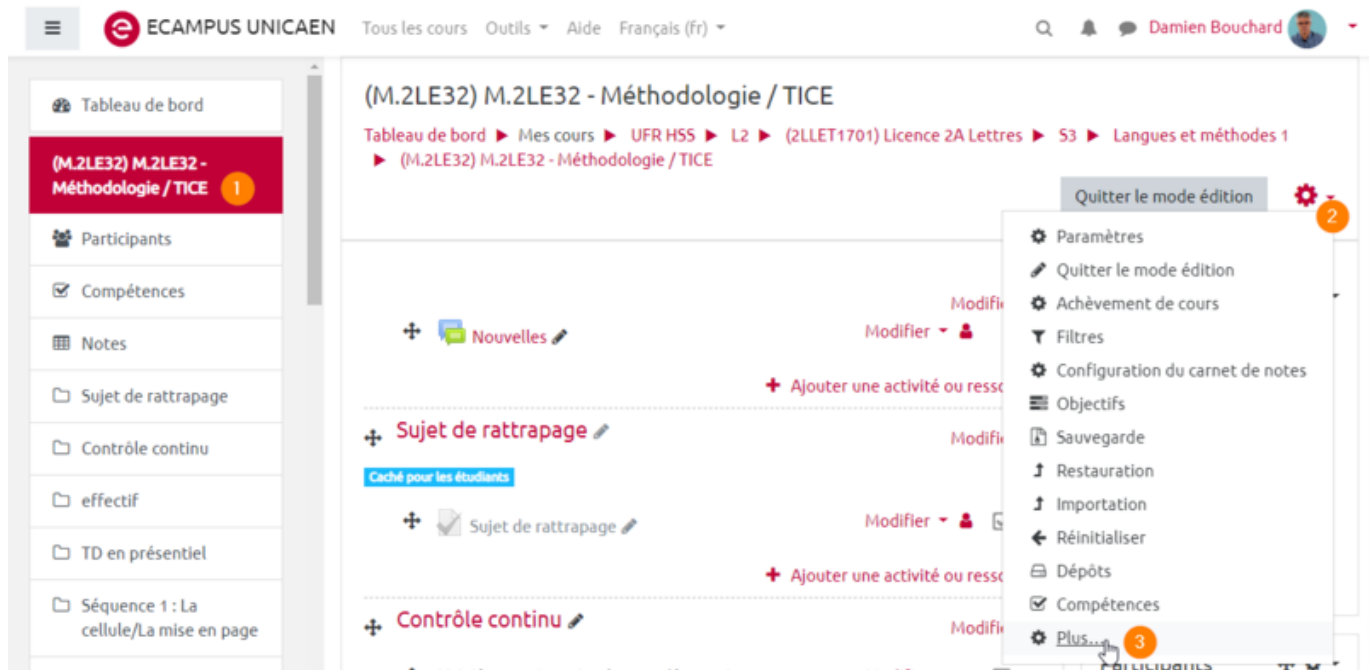 ECAMPUS UNICAEN Tous les cours Outils Aide Français (fr) Damien Bouchard
Tableau de bord
(M.2LE32) M.2LE32 -
Méthodologie / TICE 1
Participants
Compétences
Notes
Sujet de rattrapage
Contrôle continu
effectif
TD en présentiel
Séquence 1 : La
cellule/La mise en page
(M.2LE32) M.2LE32 - Méthodologie / TICE
Tableau de bord ▶ Mes cours ▶ UFR HSS ▶ L2 ▶ (2LLET1701) Licence 2A Lettres ▶ S3 ▶ Langues et méthodes 1
▶ (M.2LE32) M.2LE32 - Méthodologie / TICE
Quitter le mode édition 2
Modifi
Nouvelles Modifier
+ Ajouter une activité ou resso
Sujet de rattrapage Modifi
Caché pour les étudiants
Sujet de rattrapage Modifier
+ Ajouter une activité ou resso
Contrôle continu Modifi
Paramètres
Quitter le mode édition
Achèvement de cours
Filtres
Configuration du carnet de notes
Objectifs
Sauvegarde
Restauration
Importation
Réinitialiser
Dépôts
Compétences
Plus... 3
Participants